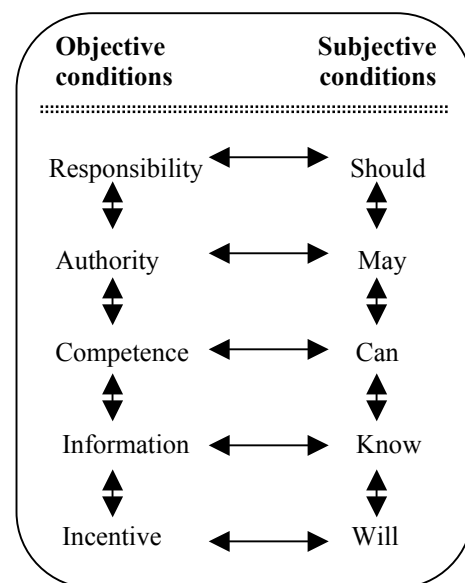 Objective Subjective
conditions conditions
Responsibility Should
Authority May
Competence Can
Information Know
Incentive Will